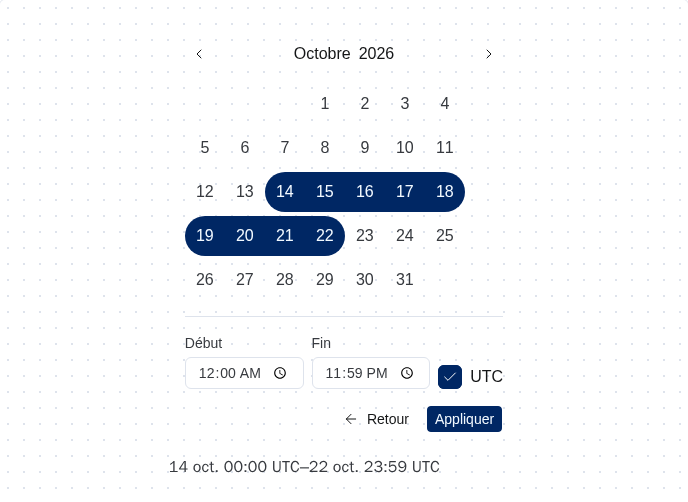 Octobre 2026
1 2 3 4
5 6 7 8 9 10 11
12 13 14 15 16 17 18
19 20 21 22 23 24 25
26 27 28 29 30 31
Début Fin
12:00 AM 11:59 PM UTC
Retour Appliquer
14 oct. 00:00 UTC–22 oct. 23:59 UTC